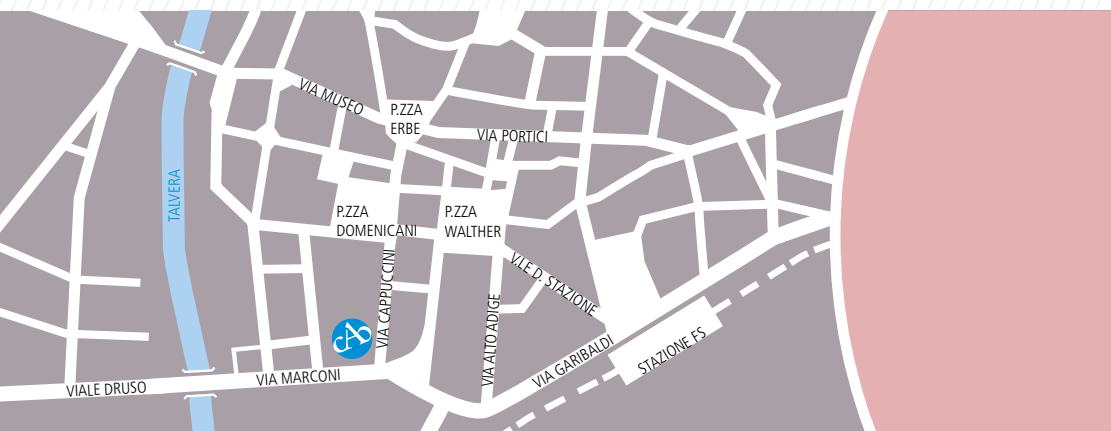 VIA MUSEO
P.ZZA
ERBE
VIA PORTICI
TALVERA
P.ZZA
DOMENICANI
P.ZZA
WALTHER
V.LE D. STAZIONE
VIA CAPPUCCINI
VIA ALTO ADIGE
CAB
VIA GARIBALDI
STAZIONE FS
VIA MARCONI
VIALE DRUSO